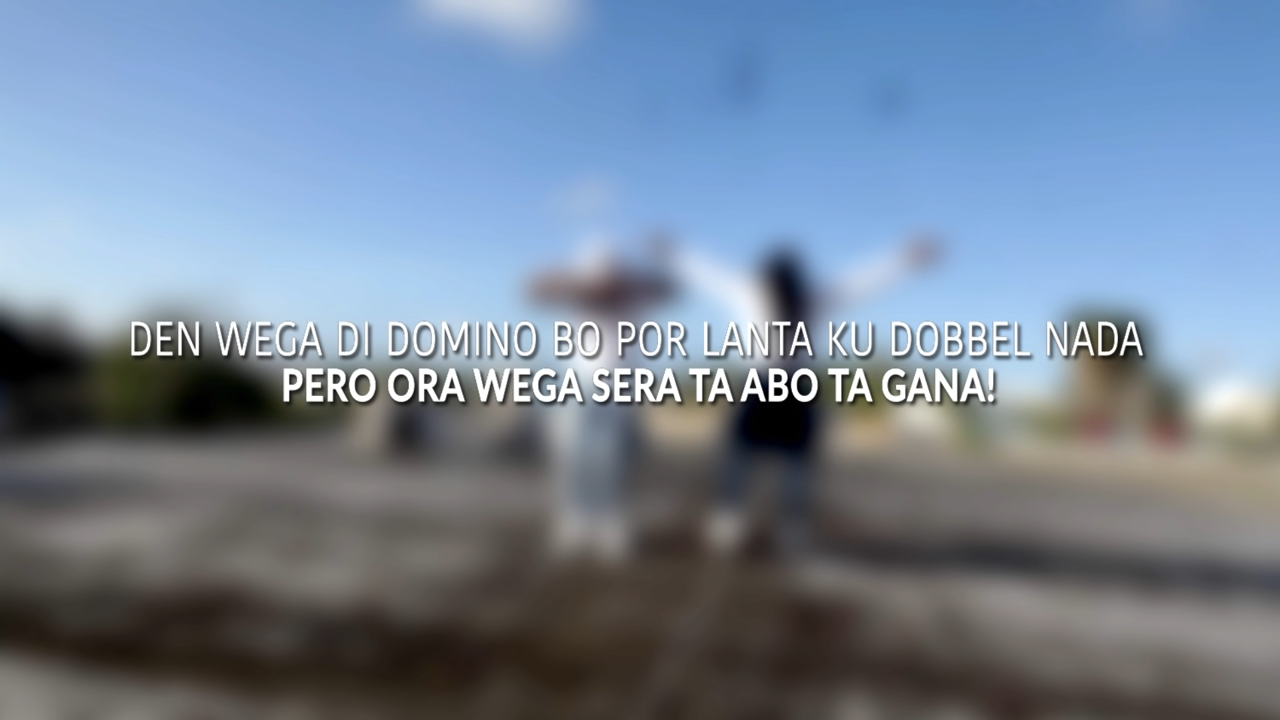 DEN WEGA DI DOMINO BO POR LANTA KU DOBBEL NADA
PERO ORA WEGA SERA TA ABO TA GANA!